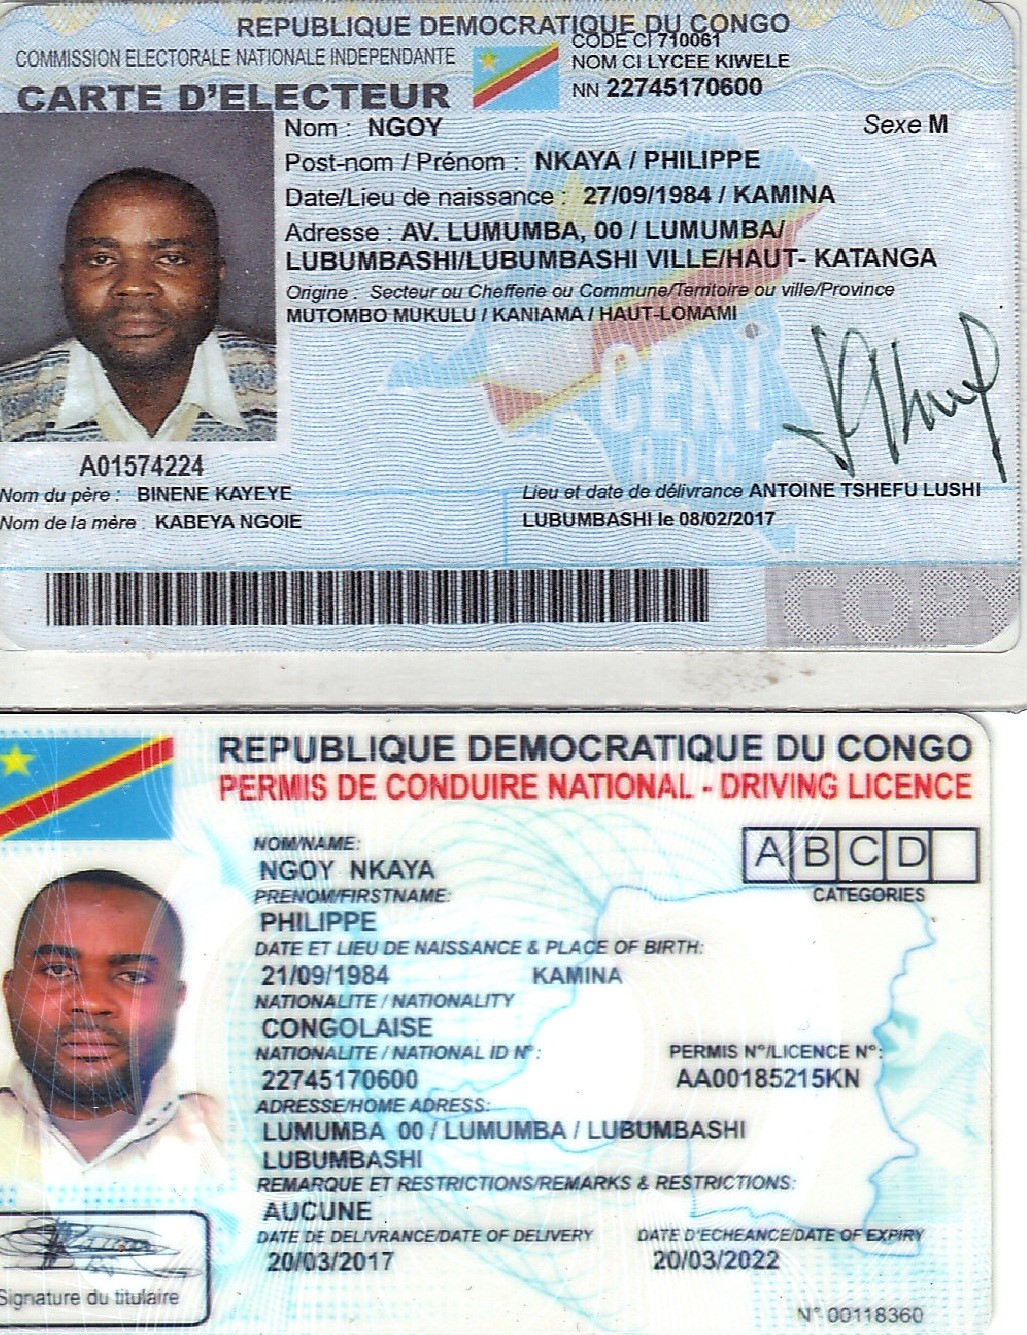 REPUBLIQUE DEMOCRATIQUE DU CONGO
COMMISSION ELECTORALE NATIONALE INDEPENDANTE
CODE CI 710061
NOM CI LYCEE KIWELE
CARTE D'ELECTEUR
NN 22745170600
Nom : NGOY
Sexe M
Post-nom / Prénom : NKAYA / PHILIPPE
Date/Lieu de naissance : 27/09/1984 / KAMINA
Adresse : AV. LUMUMBA, 00 / LUMUMBA/
LUBUMBASHI/LUBUMBASHI VILLE/HAUT- KATANGA
Origine : Secteur ou Chefferie ou Commune/Territoire ou ville/Province
MUTOMBO MUKULU / KANIAMA / HAUT-LOMAMI
CENI
RDC
A01574224
Nom du père : BINENE KAYEYE
Nom de la mère : KABEYA NGOIE
Lieu et date de délivrance ANTOINE TSHEFU LUSHI
LUBUMBASHI le 08/02/2017
COPY
REPUBLIQUE DEMOCRATIQUE DU CONGO
PERMIS DE CONDUIRE NATIONAL - DRIVING LICENCE
NOM/NAME:
NGOY NKAYA
A B C D
CATEGORIES
PRENOM/FIRSTNAME:
PHILIPPE
DATE ET LIEU DE NAISSANCE & PLACE OF BIRTH:
21/09/1984 KAMINA
NATIONALITE / NATIONALITY
CONGOLAISE
NATIONALITE / NATIONAL ID N°:
22745170600
PERMIS N°/LICENCE N°:
AA00185215KN
ADRESSE/HOME ADRESS:
LUMUMBA 00 / LUMUMBA / LUBUMBASHI
LUBUMBASHI
REMARQUE ET RESTRICTIONS/REMARKS & RESTRICTIONS:
AUCUNE
DATE DE DELIVRANCE/DATE OF DELIVERY
20/03/2017
DATE D'ECHEANCE/DATE OF EXPIRY
20/03/2022
Signature du titulaire
N° 00118360